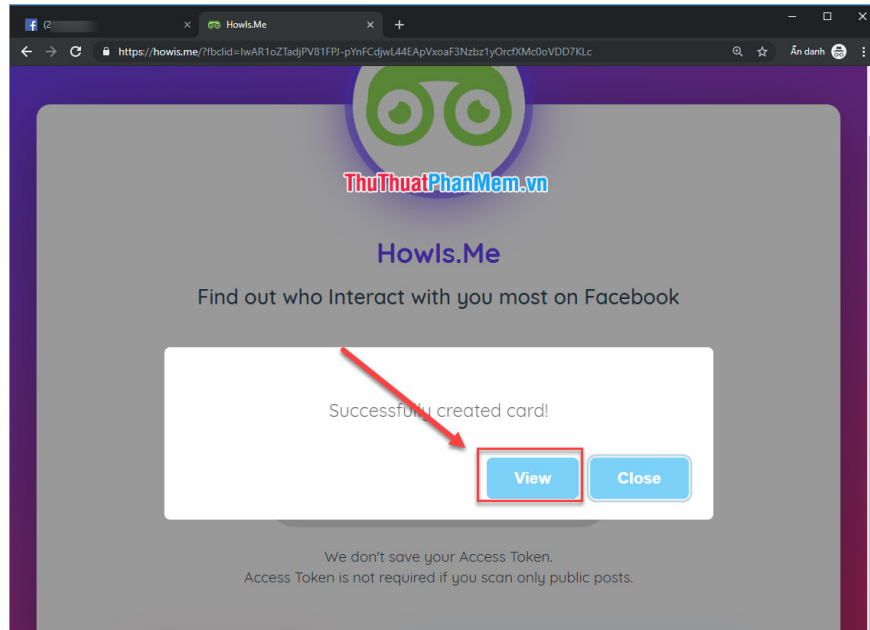 (2
HowIs.Me
https://howis.me/?fbclid=IwAR1oZTadjPV81FPJ-pYnFCdjwL44EApVxoaF3Nzbz1yOrcfXMc0oVDD7KLc
Ẩn danh
ThuThuatPhanMem.vn
HowIs.Me
Find out who Interact with you most on Facebook
Successfully created card!
View
Close
We don't save your Access Token.
Access Token is not required if you scan only public posts.